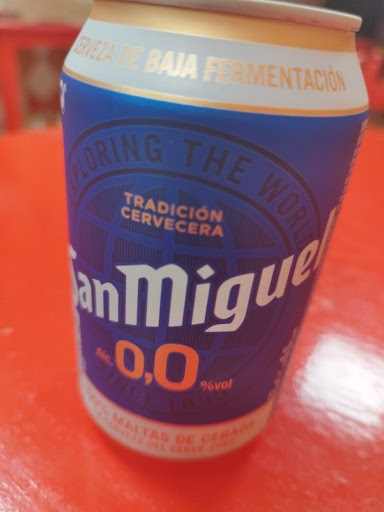 CERVEZA DE BAJA FERMENTACIÓN
EXPLORING THE WORLD
TRADICIÓN
CERVECERA
San Miguel
Alc. 0,0 %vol
MALTAS DE CEBADA